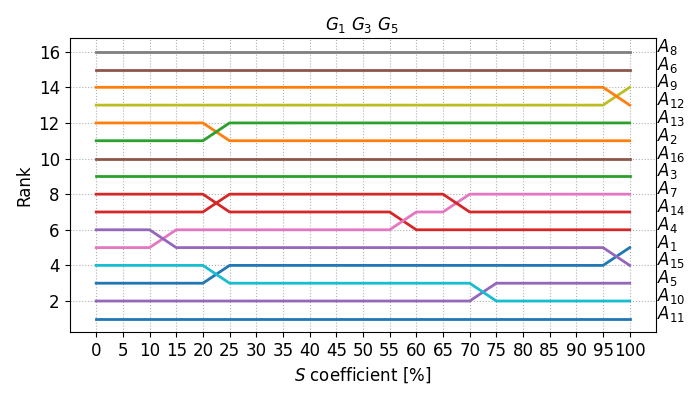 G₁ G₃ G₅
Rank
16
14
12
10
8
6
4
2
A₈
A₆
A₉
A₁₂
A₁₃
A₂
A₁₆
A₃
A₇
A₁₄
A₄
A₁
A₁₅
A₅
A₁₀
A₁₁
0 5 10 15 20 25 30 35 40 45 50 55 60 65 70 75 80 85 90 95 100
S coefficient [%]